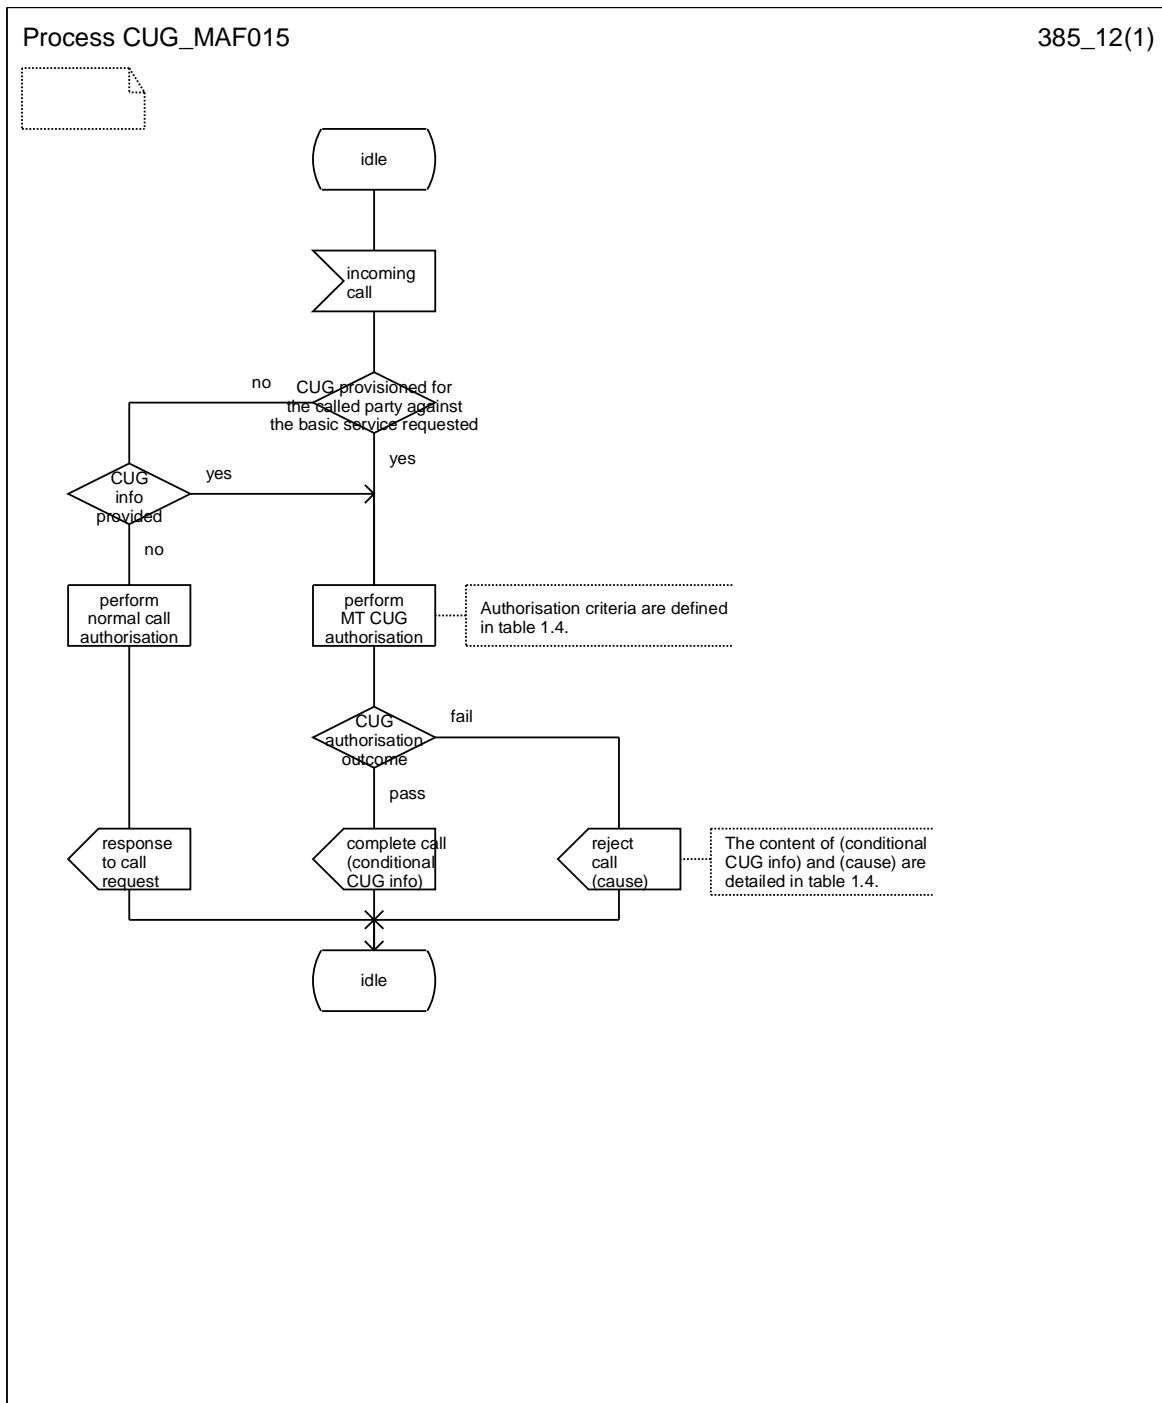 Process CUG_MAF015
385_12(1)
idle
incoming
call
no
CUG provisioned for
the called party against
the basic service requested
yes
CUG
info
provided
yes
no
perform
normal call
authorisation
perform
MT CUG
authorisation
Authorisation criteria are defined
in table 1.4.
CUG
authorisation
outcome
fail
pass
response
to call
request
complete call
(conditional
CUG info)
reject
call
(cause)
The content of (conditional
CUG info) and (cause) are
detailed in table 1.4.
idle